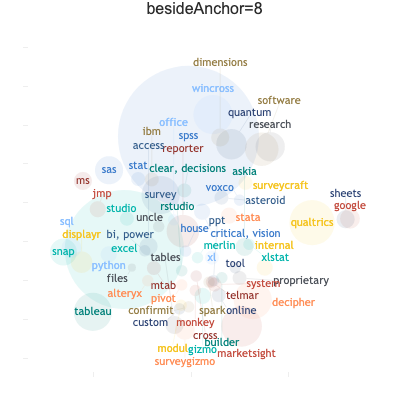 besideAnchor=8
dimensions
wincross
software
office
quantum
ibm
spss
research
access
reporter
sas
stat
clear, decisions
askia
ms
voxco
surveycraft
jmp
survey
asteroid
sheets
studio
rstudio
google
sql
uncle
ppt
stata
qualtrics
displayr
bi, power
house
critical, vision
snap
excel
merlin
internal
python
tables
xl
tool
xlstat
files
mtab
system
proprietary
alteryx
pivot
telmar
decipher
tableau
confirmit
spark
online
custom
monkey
cross
builder
modul
gizmo
marketsight
surveygizmo